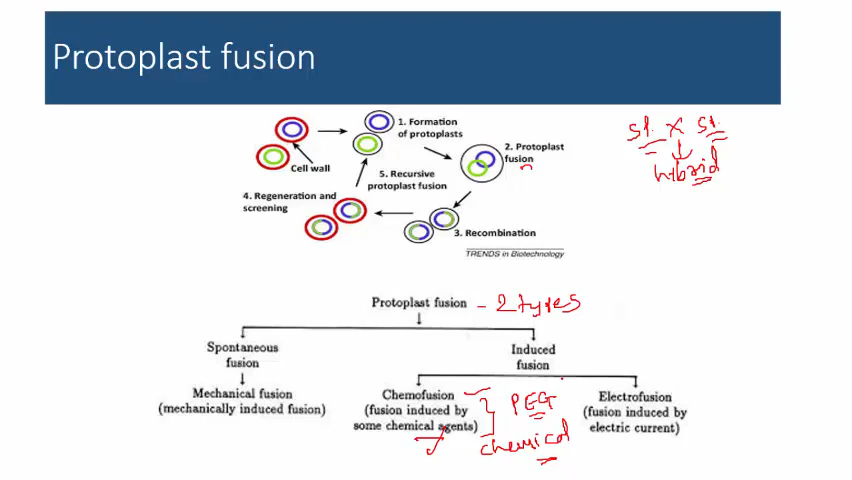 Protoplast fusion
1. Formation
of protoplasts
2. Protoplast
fusion
Cell wall
5. Recursive
protoplast fusion
4. Regeneration and
screening
3. Recombination
TRENDS in Biotechnology
st. X st.
hibrid
Protoplast fusion - 2 types
Spontaneous
fusion
Induced
fusion
Mechanical fusion
(mechanically induced fusion)
Chemofusion
(fusion induced by
some chemical agents)
PEG
chemical
Electrofusion
(fusion induced by
electric current)